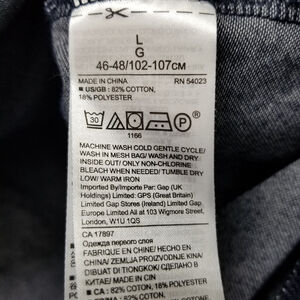 L
G
46-48/102-107CM
MADE IN CHINA RN 54023
■ US/GB : 82% COTTON,
18% POLYESTER
30 P
1166
MACHINE WASH COLD GENTLE CYCLE/
WASH IN MESH BAG/ WASH AND DRY
INSIDE OUT/ ONLY NON-CHLORINE
BLEACH WHEN NEEDED/ TUMBLE DRY
LOW/ WARM IRON
Imported By/Importe Par: Gap (UK
Holdings) Limited: GPS (Great Britain)
Limited: Gap Stores (Ireland) Limited: Gap
Europe Limited All at 103 Wigmore Street,
London, W1U 1QS
CA 17897
Одежда первого слоя
FABRIQUE EN CHINE/ HECHO EN
CHINA/ ZEMLJA PROIZVODNJE KINA/
DIBUAT DI TIONGKOK/ СДЕЛАНО В
КИТАЕ/ MADE IN CIN
■ CA : 82% COTON, 18%